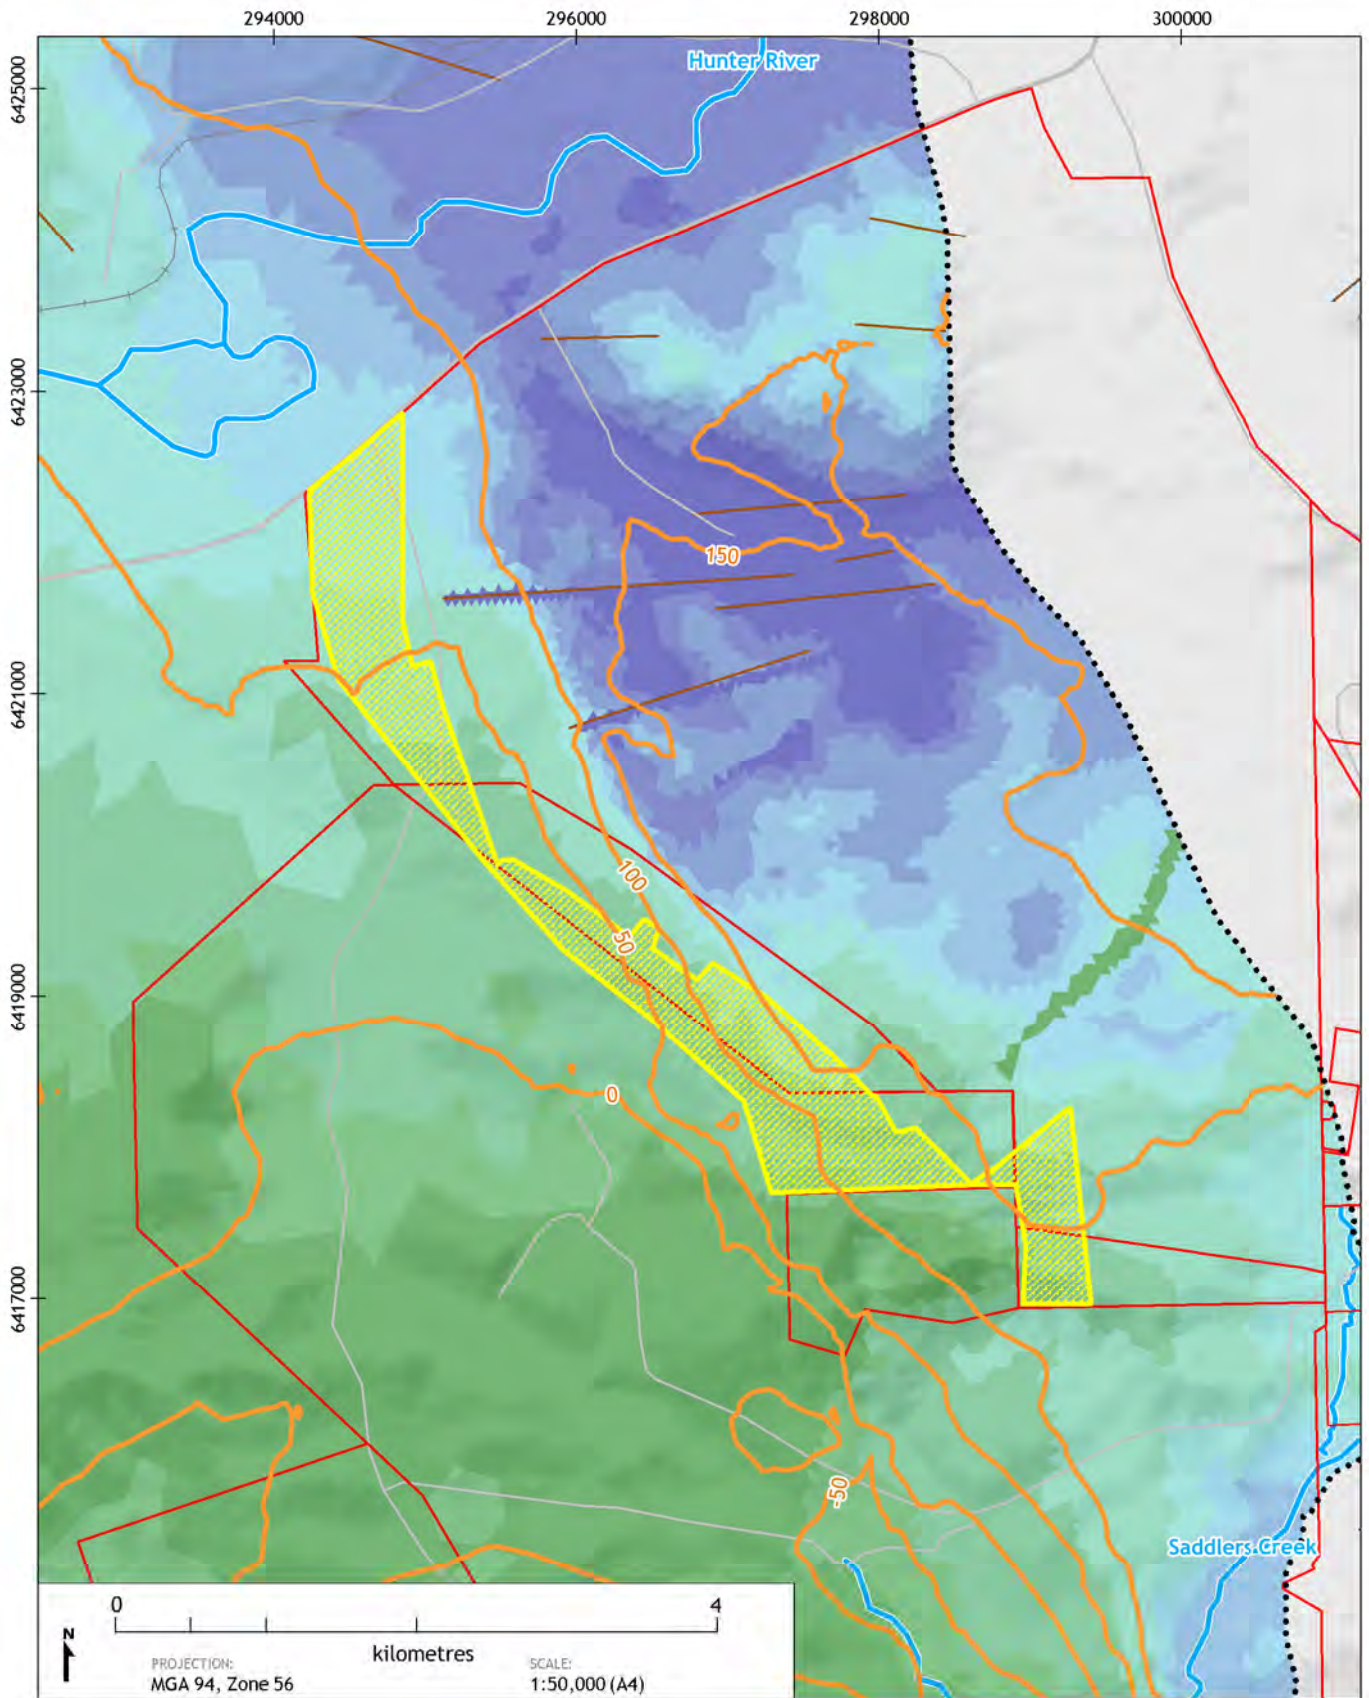 294000 296000 298000 300000
6425000
Hunter River
6423000
150
6421000
100
50
6419000
0
6417000
-50
Saddlers Creek
0 4
kilometres
N
PROJECTION:
MGA 94, Zone 56
SCALE:
1:50,000 (A4)